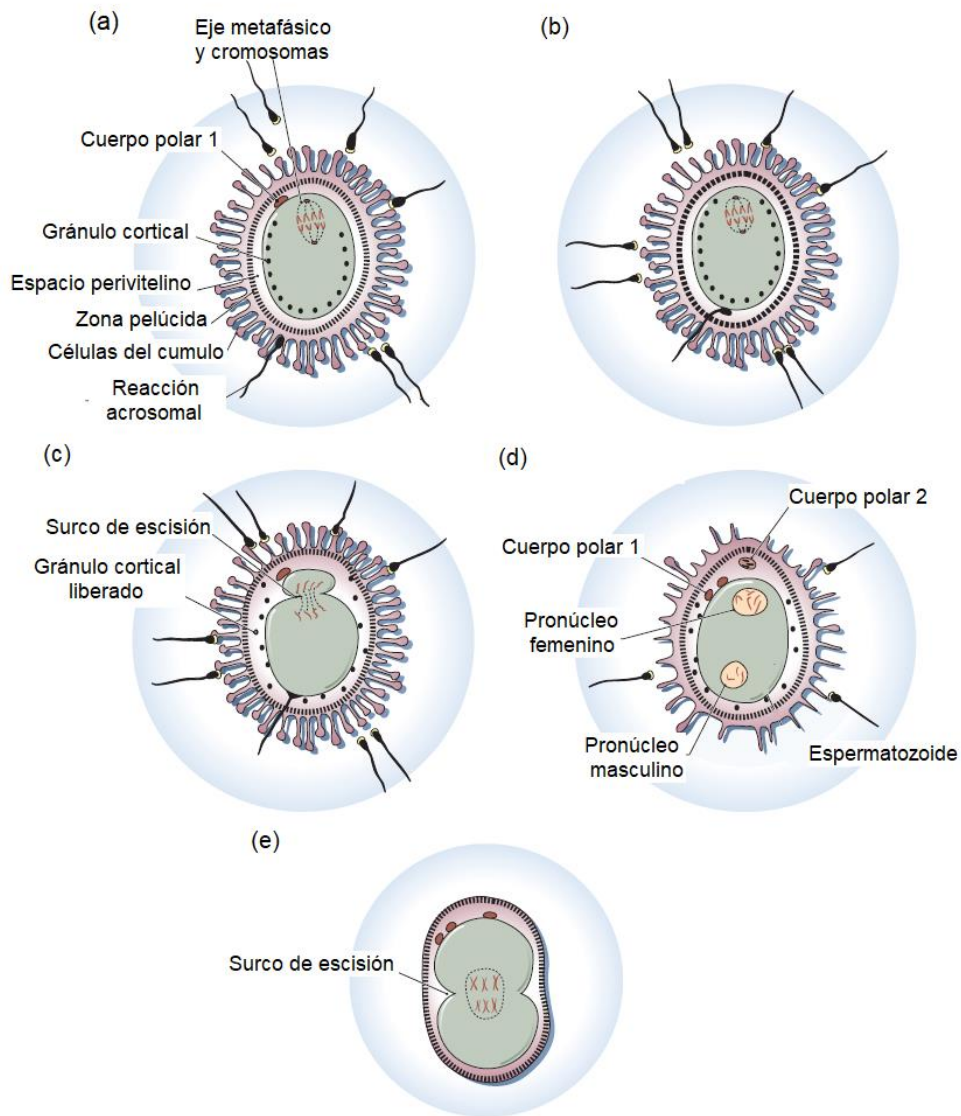 (a)
Eje metafásico
y cromosomas
Cuerpo polar 1
Gránulo cortical
Espacio perivitelino
Zona pelúcida
Células del cumulo
Reacción
acrosomal
(b)
(c)
Surco de escisión
Gránulo cortical
liberado
(d)
Cuerpo polar 2
Cuerpo polar 1
Pronúcleo
femenino
Pronúcleo
masculino
Espermatozoide
(e)
Surco de escisión